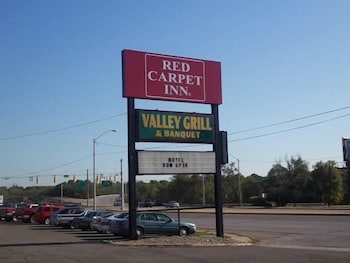 RED
CARPET
INN
VALLEY GRILL
& BANQUET
MOTEL
NOW OPEN